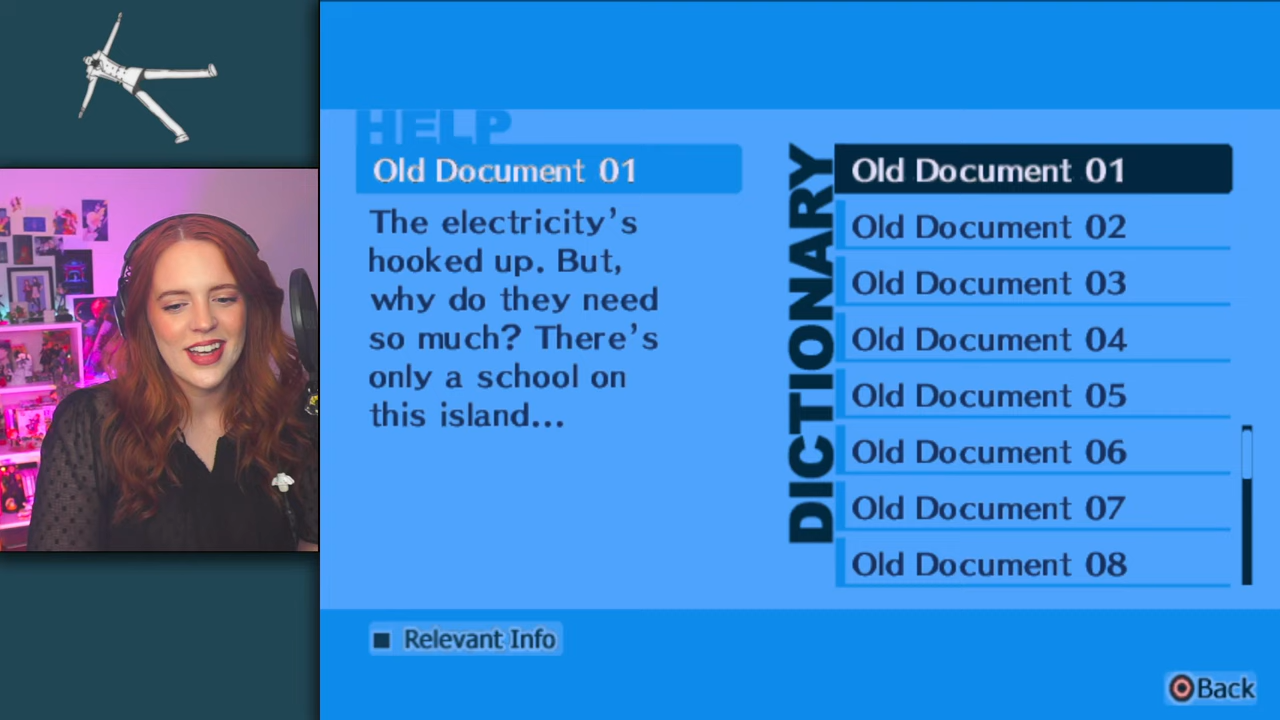 HELP
Old Document 01
The electricity's
hooked up. But,
why do they need
so much? There's
only a school on
this island...
DICTIONARY
Old Document 01
Old Document 02
Old Document 03
Old Document 04
Old Document 05
Old Document 06
Old Document 07
Old Document 08
Relevant Info
Back